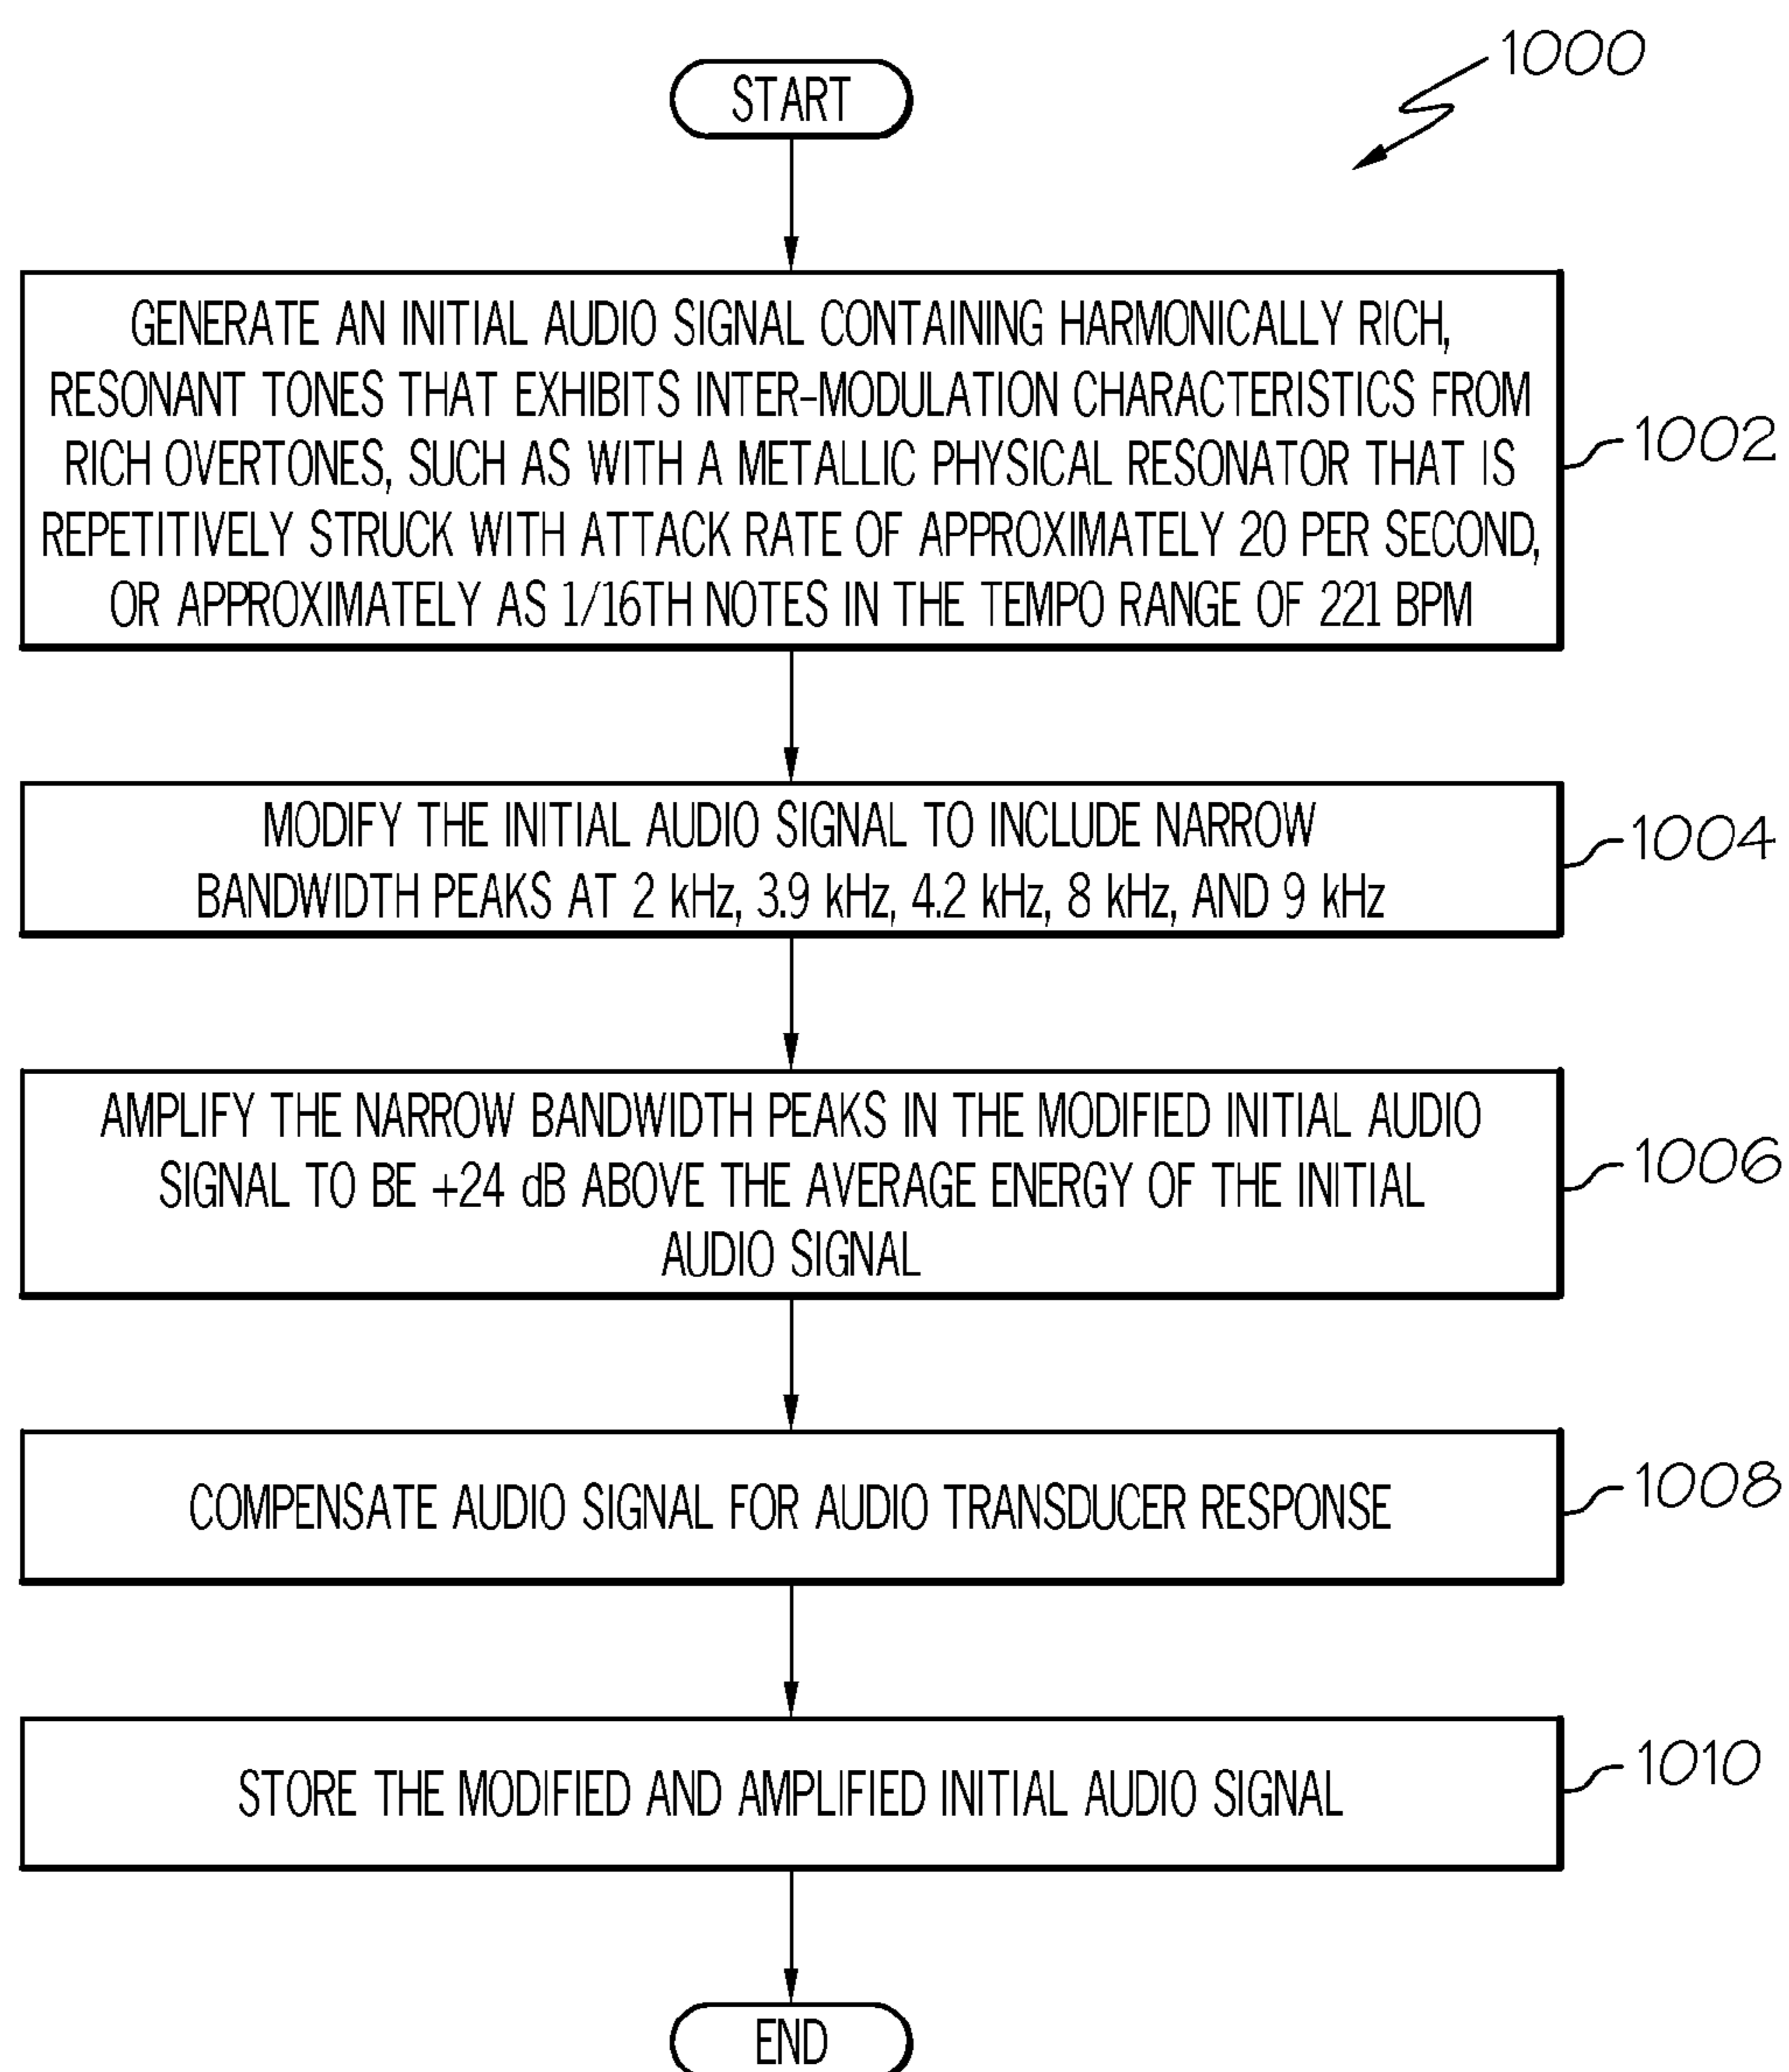 1000
START
GENERATE AN INITIAL AUDIO SIGNAL CONTAINING HARMONICALLY RICH,
RESONANT TONES THAT EXHIBITS INTER-MODULATION CHARACTERISTICS FROM
RICH OVERTONES, SUCH AS WITH A METALLIC PHYSICAL RESONATOR THAT IS
REPETITIVELY STRUCK WITH ATTACK RATE OF APPROXIMATELY 20 PER SECOND,
OR APPROXIMATELY AS 1/16TH NOTES IN THE TEMPO RANGE OF 221 BPM
1002
MODIFY THE INITIAL AUDIO SIGNAL TO INCLUDE NARROW
BANDWIDTH PEAKS AT 2 kHz, 3.9 kHz, 4.2 kHz, 8 kHz, AND 9 kHz
1004
AMPLIFY THE NARROW BANDWIDTH PEAKS IN THE MODIFIED INITIAL AUDIO
SIGNAL TO BE +24 dB ABOVE THE AVERAGE ENERGY OF THE INITIAL
AUDIO SIGNAL
1006
COMPENSATE AUDIO SIGNAL FOR AUDIO TRANSDUCER RESPONSE
1008
STORE THE MODIFIED AND AMPLIFIED INITIAL AUDIO SIGNAL
1010
END